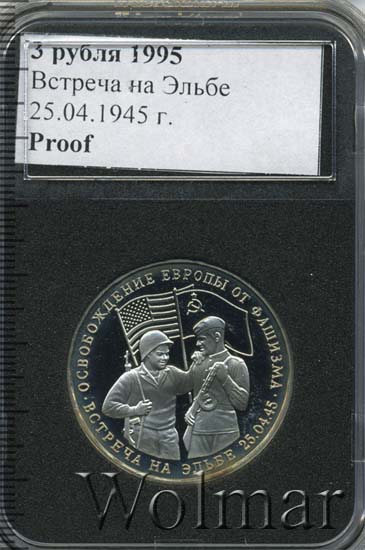 3 рубля 1995
Встреча на Эльбе
25.04.1945 г.
Proof
ОСВОБОЖДЕНИЕ ЕВРОПЫ ОТ ФАШИЗМА
ВСТРЕЧА НА ЭЛЬБЕ 25.04.45
Wolmar